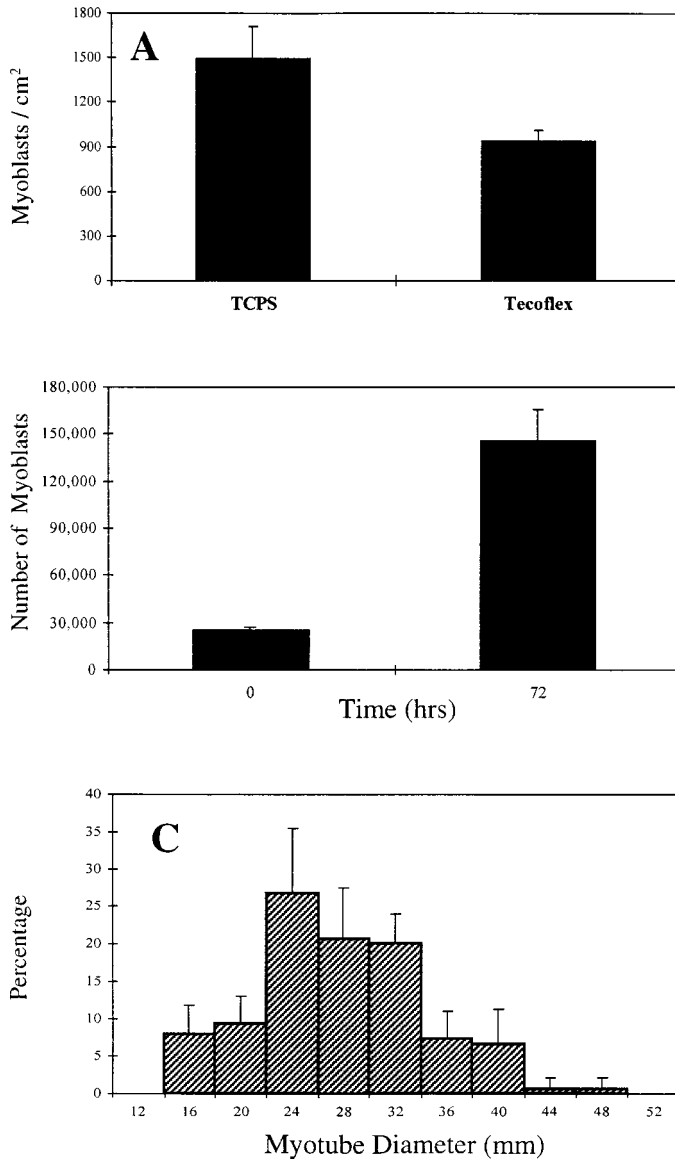 A
Myoblasts / cm²
1800
1500
1200
900
600
300
0
TCPS Tecoflex
Number of Myoblasts
180,000
150,000
120,000
90,000
60,000
30,000
0
0 72
Time (hrs)
C
Percentage
40
35
30
25
20
15
10
5
0
12 16 20 24 28 32 36 40 44 48 52
Myotube Diameter (mm)